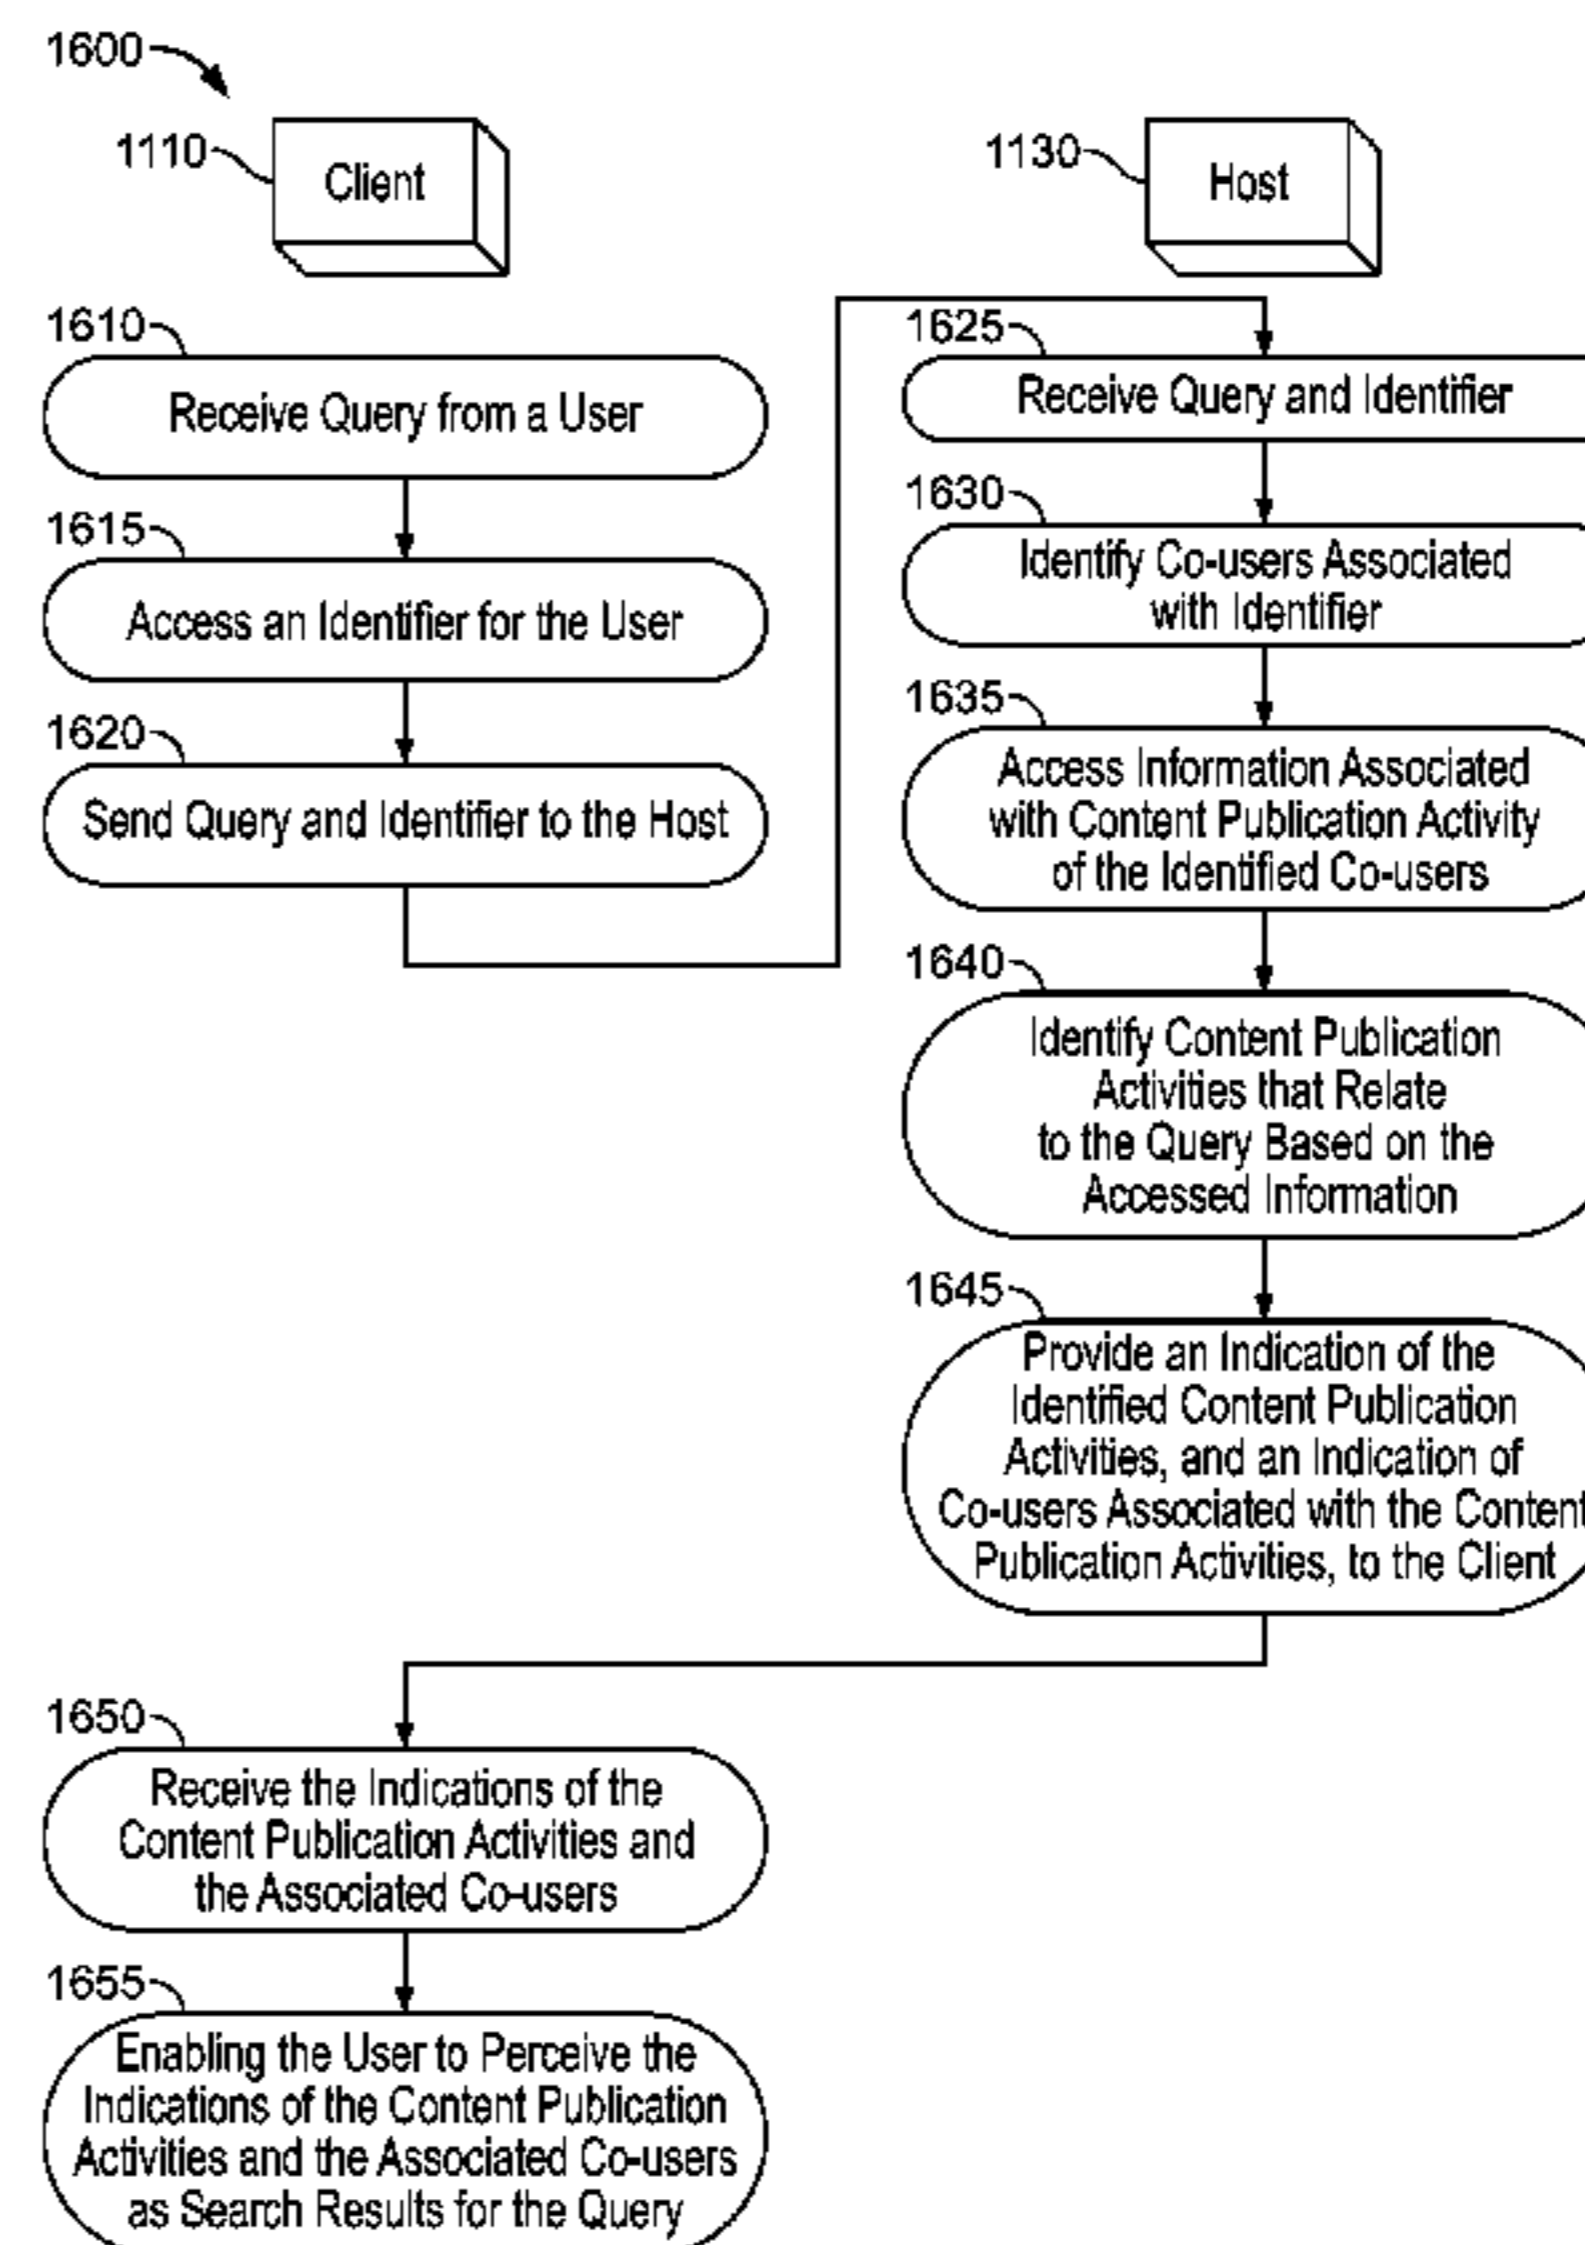 1600
1110
Client
1130
Host
1610
Receive Query from a User
1615
Access an Identifier for the User
1620
Send Query and Identifier to the Host
1625
Receive Query and Identifier
1630
Identify Co-users Associated
with Identifier
1635
Access Information Associated
with Content Publication Activity
of the Identified Co-users
1640
Identify Content Publication
Activities that Relate
to the Query Based on the
Accessed Information
1645
Provide an Indication of the
Identified Content Publication
Activities, and an Indication of
Co-users Associated with the Content
Publication Activities, to the Client
1650
Receive the Indications of the
Content Publication Activities and
the Associated Co-users
1655
Enabling the User to Perceive the
Indications of the Content Publication
Activities and the Associated Co-users
as Search Results for the Query